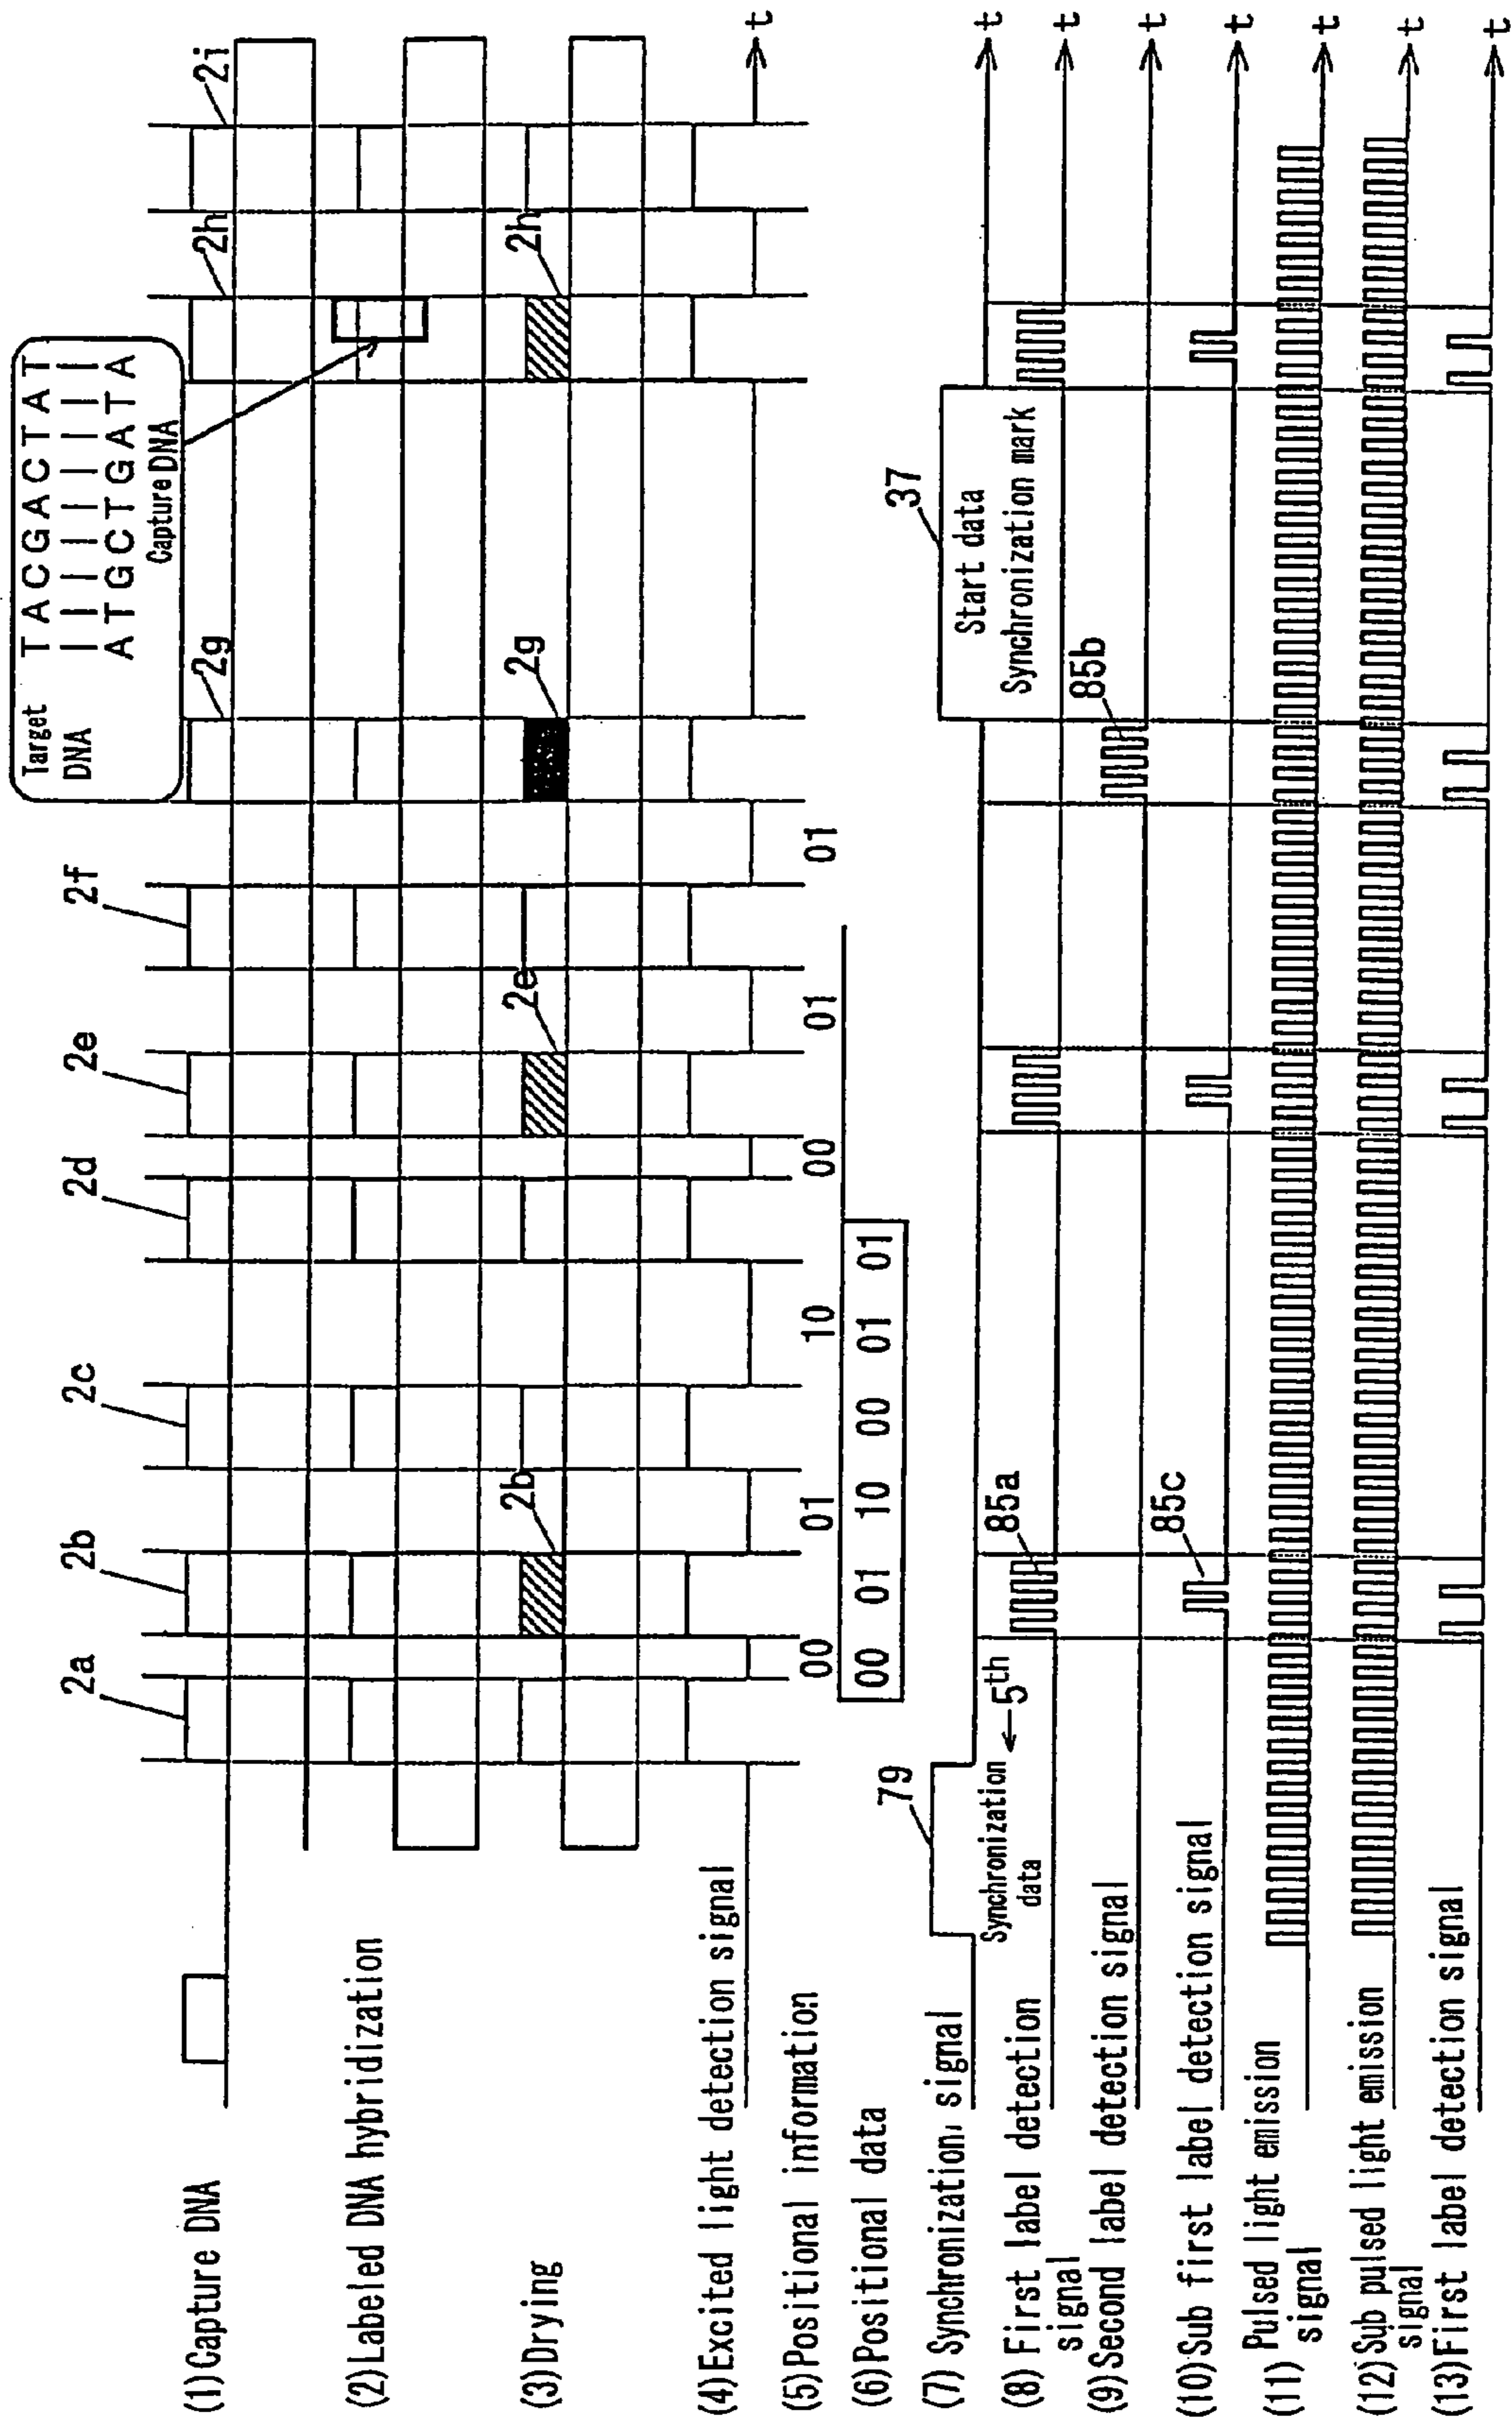 Target TACGACTAT
DNA
ATGCTGATA
Capture DNA
2a 2b 2c 2d 2e 2f 2g 2h 2i
(1)Capture DNA
(2)Labeled DNA hybridization
2b 2e 2g 2h
(3)Drying
(4)Excited light detection signal
t
(5)Positional information
00 01 10 00 01 01
(6)Positional data
00 01 10 00 01 01
79 37
(7) Synchronization signal
t
Synchronization
data
← 5th
Start data
Synchronization mark
85a
(8) First label detection
signal
t
85b
(9)Second label detection signal
t
85c
(10)Sub first label detection signal
t
(11) Pulsed light emission
signal
t
(12)Sub pulsed light emission
signal
t
(13)First label detection signal
t